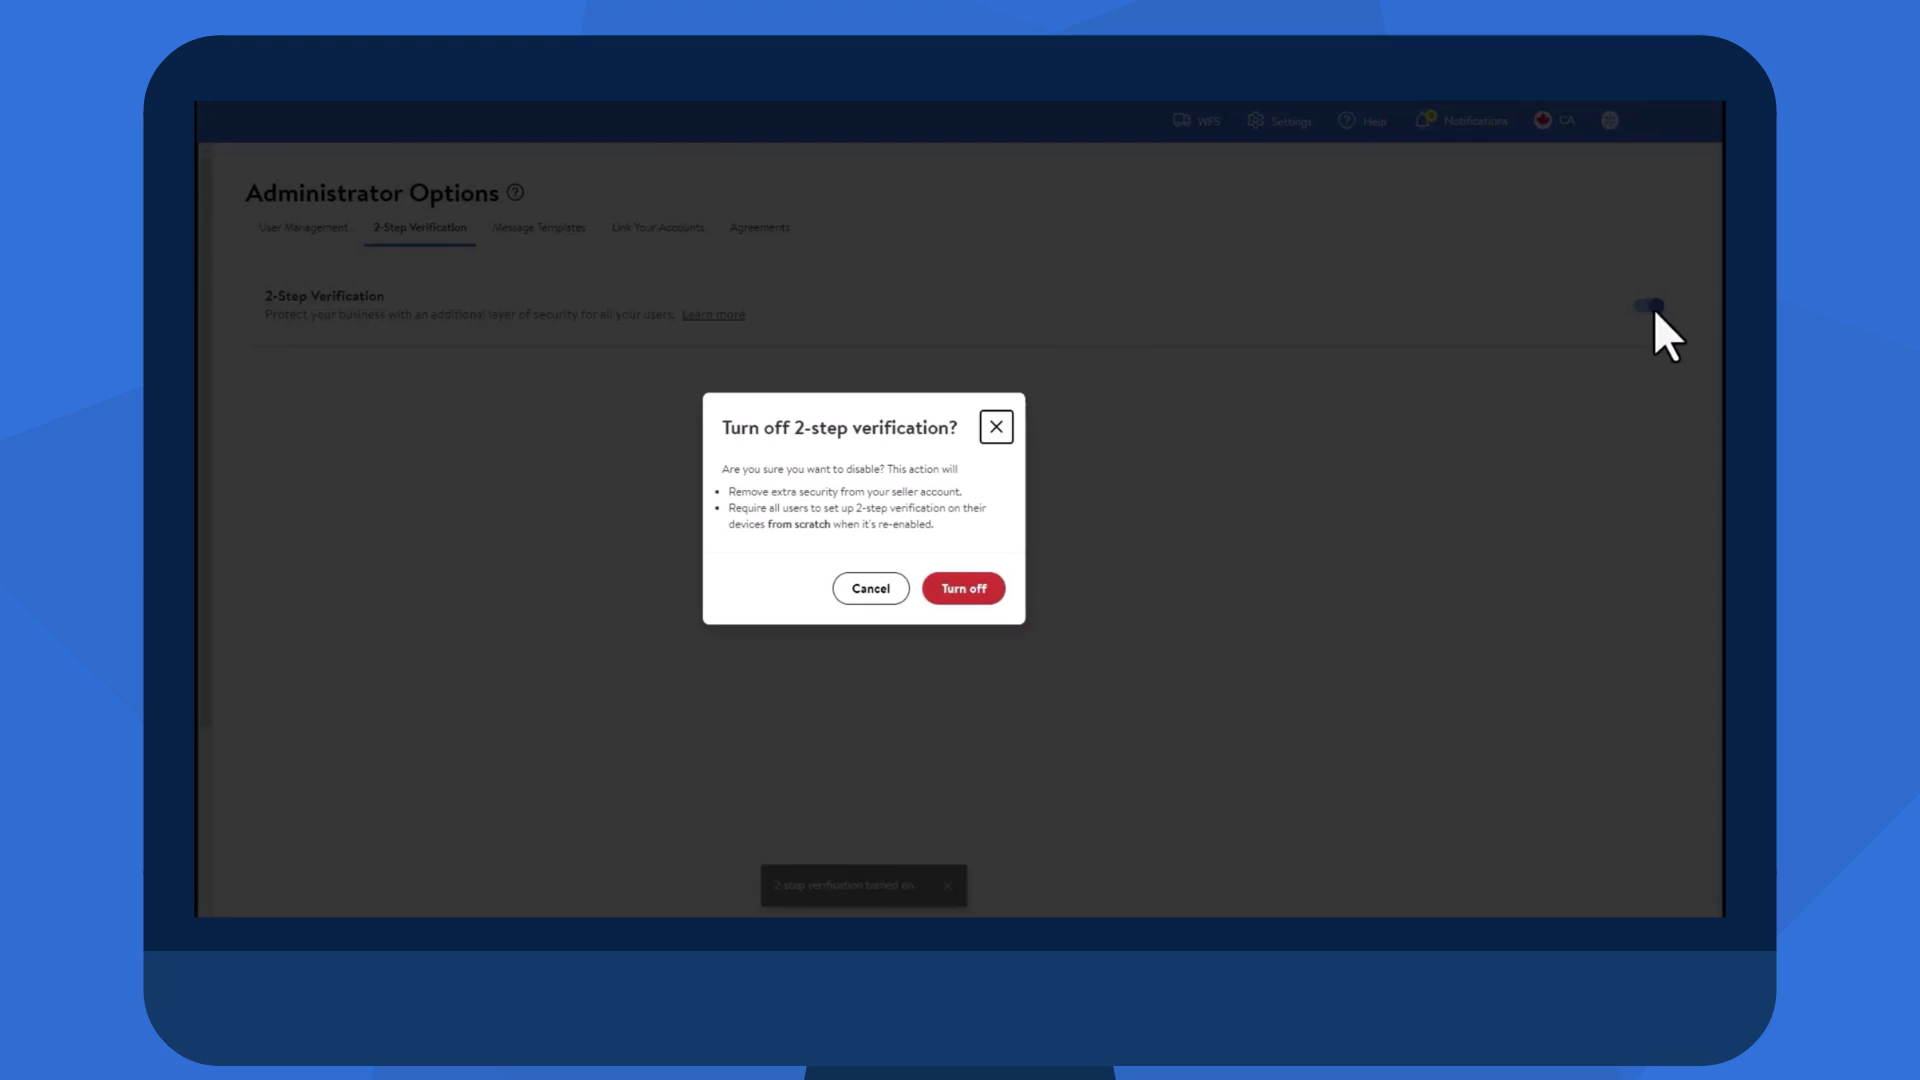 WFS Settings Help Notifications CA
Administrator Options
User Management 2-Step Verification Message Templates Link Your Accounts Agreements
2-Step Verification
Protect your business with an additional layer of security for all your users. Learn more
Turn off 2-step verification?
Are you sure you want to disable? This action will
• Remove extra security from your seller account.
• Require all users to set up 2-step verification on their
devices from scratch when it's re-enabled.
Cancel Turn off
2-step verification turned on.